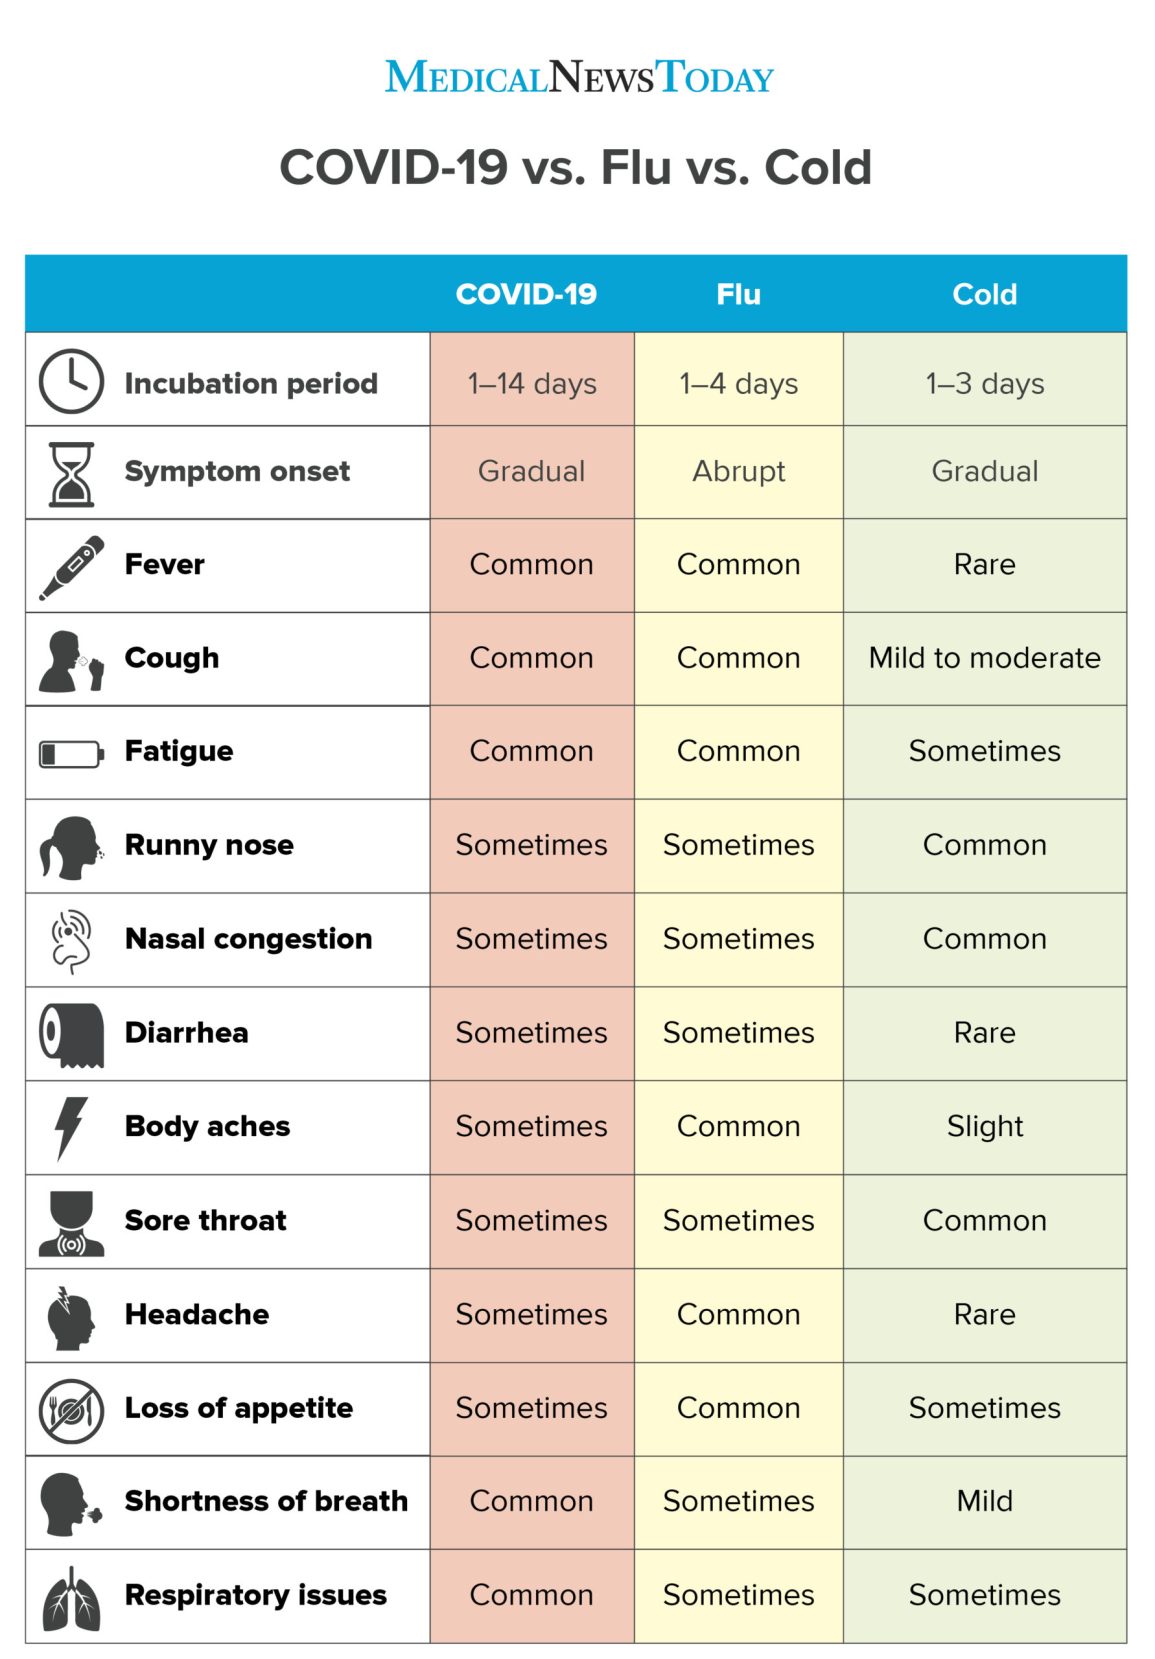 MEDICALNEWSTODAY
COVID-19 vs. Flu vs. Cold
COVID-19 Flu Cold
Incubation period 1–14 days 1–4 days 1–3 days
Symptom onset Gradual Abrupt Gradual
Fever Common Common Rare
Cough Common Common Mild to moderate
Fatigue Common Common Sometimes
Runny nose Sometimes Sometimes Common
Nasal congestion Sometimes Sometimes Common
Diarrhea Sometimes Sometimes Rare
Body aches Sometimes Common Slight
Sore throat Sometimes Sometimes Common
Headache Sometimes Common Rare
Loss of appetite Sometimes Common Sometimes
Shortness of breath Common Sometimes Mild
Respiratory issues Common Sometimes Sometimes